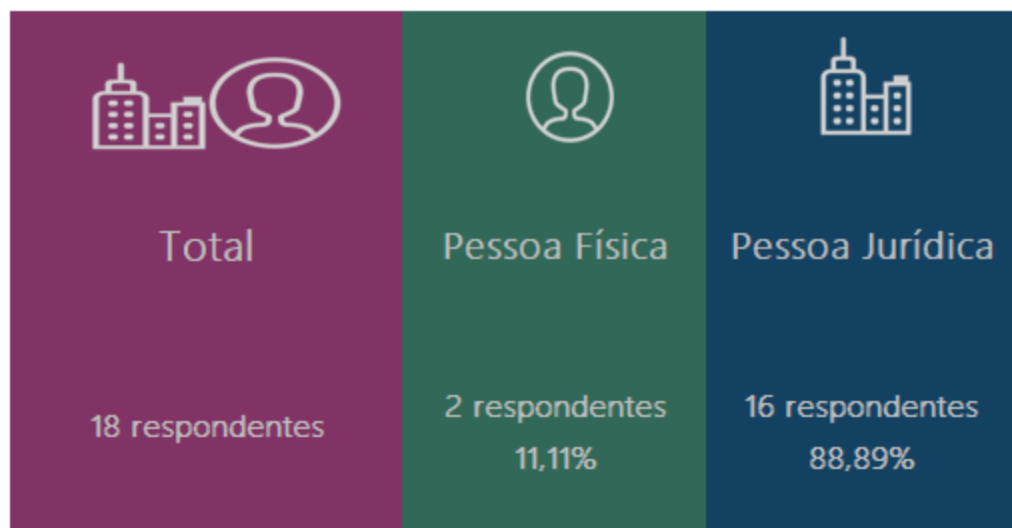 Total
18 respondentes
Pessoa Física
2 respondentes
11,11%
Pessoa Jurídica
16 respondentes
88,89%